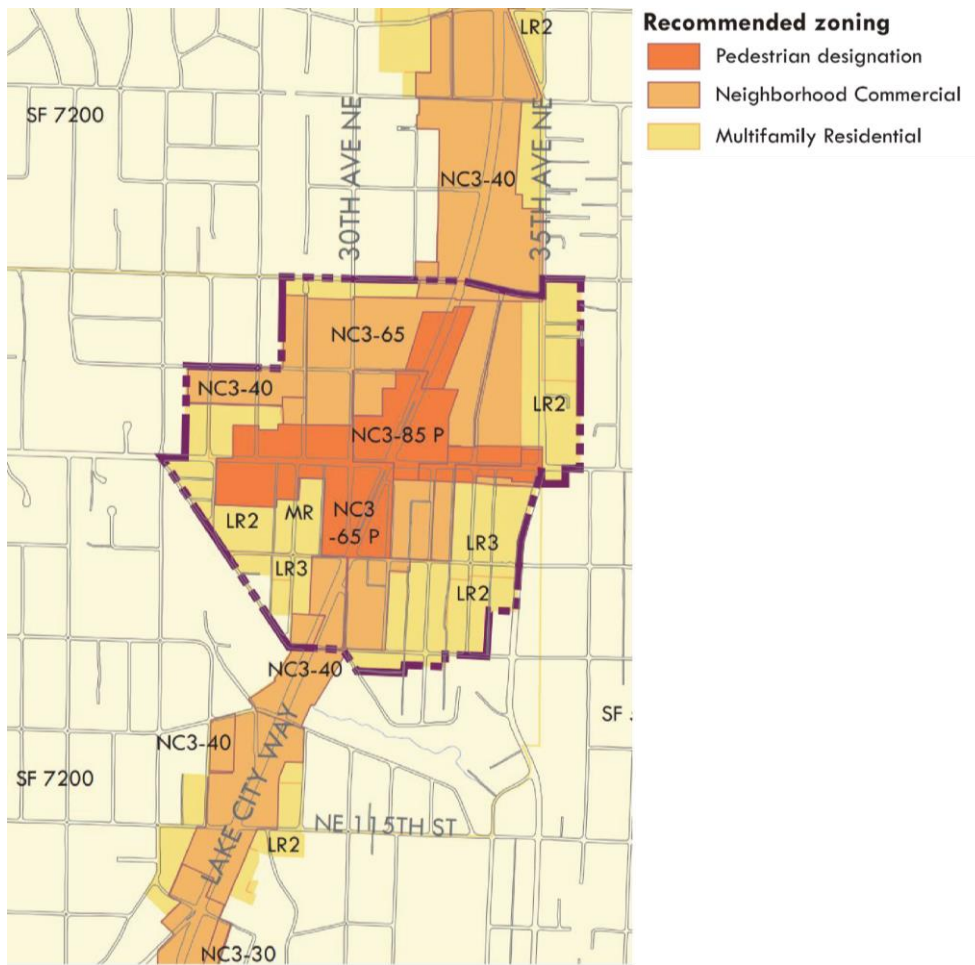 Recommended zoning
Pedestrian designation
Neighborhood Commercial
Multifamily Residential
LR2
SF 7200
30TH AVE NE
35TH AVE NE
NC3-40
NC3-65
NC3-40
LR2
NC3-85 P
LR2
MR
NC3
-65 P
LR3
LR3
LR2
NC3-40
NC3-40
SF
SF 7200
LAKE CITY WAY
NE 115TH ST
LR2
NC3-30